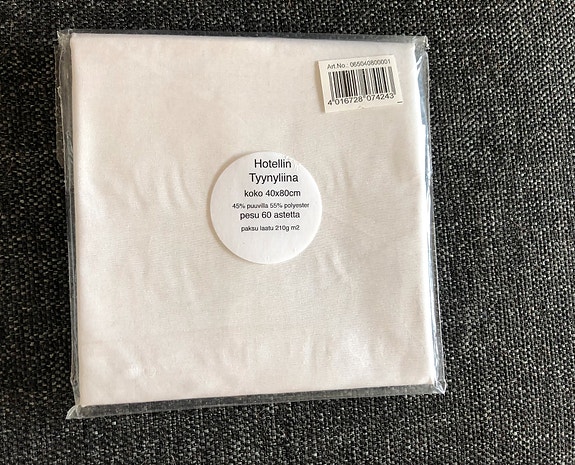 Art.No.: 065040800001
4 016728 074243
Hotellin
Tyynyliina
koko 40x80cm
45% puuvilla 55% polyester
pesu 60 astetta
paksu laatu 210g m2